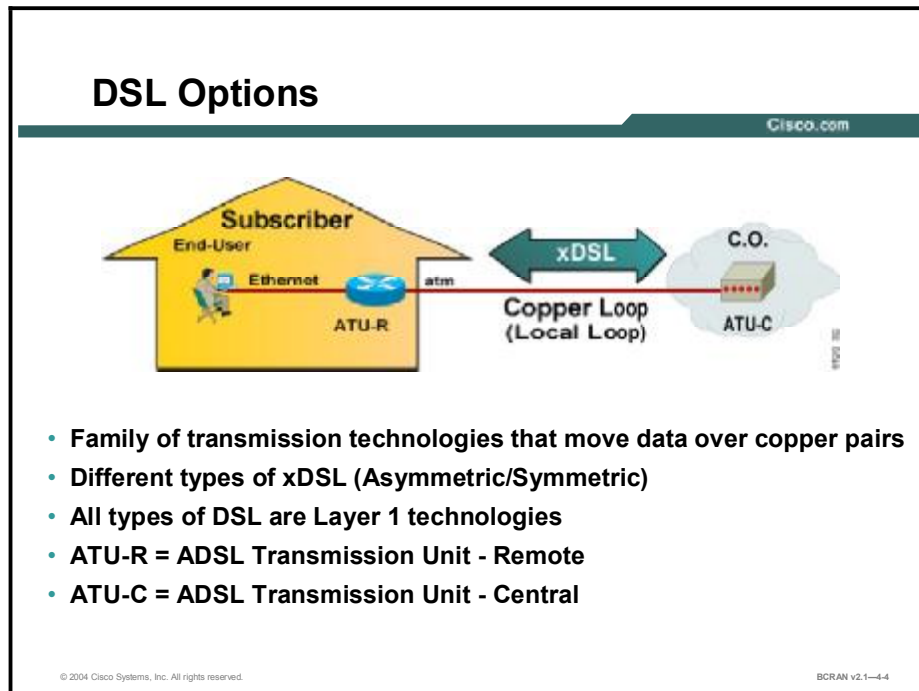 DSL Options
Cisco.com
Subscriber
End-User
Ethernet
atm
ATU-R
xDSL
Copper Loop
(Local Loop)
C.O.
ATU-C
• Family of transmission technologies that move data over copper pairs
• Different types of xDSL (Asymmetric/Symmetric)
• All types of DSL are Layer 1 technologies
• ATU-R = ADSL Transmission Unit - Remote
• ATU-C = ADSL Transmission Unit - Central
© 2004 Cisco Systems, Inc. All rights reserved.
BCRAN v2.1—4-4